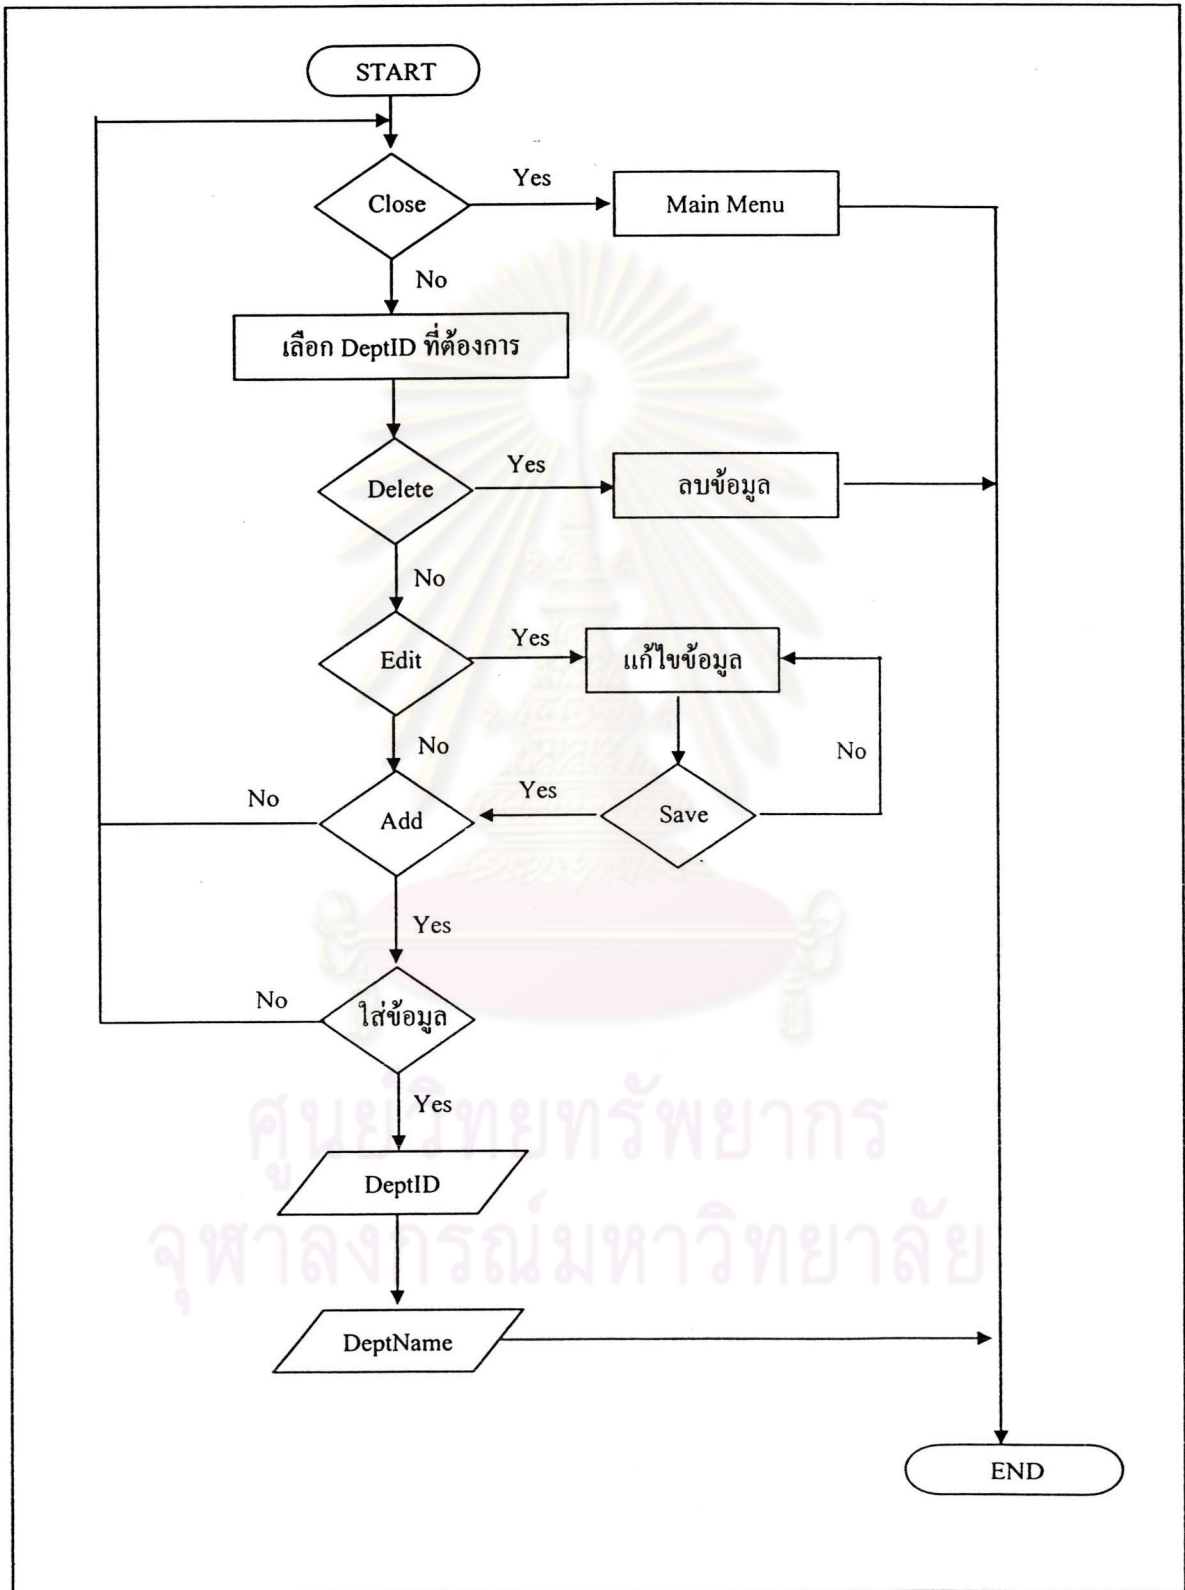 START
Close
Yes
Main Menu
No
เลือก DeptID ที่ต้องการ
Delete
Yes
ลบข้อมูล
No
Edit
Yes
แก้ไขข้อมูล
No
No
Add
Yes
Save
No
Yes
ใส่ข้อมูล
No
Yes
ศูนย์วิทยทรัพยากร
DeptID
จุฬาลงกรณ์มหาวิทยาลัย
DeptName
END